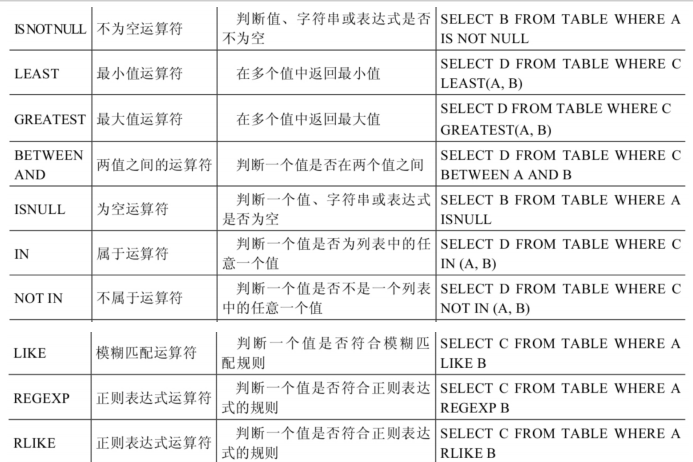 ISNOTNULL 不为空运算符 判断值、字符串或表达式是否不为空 SELECT B FROM TABLE WHERE A IS NOT NULL
LEAST 最小值运算符 在多个值中返回最小值 SELECT D FROM TABLE WHERE C LEAST(A, B)
GREATEST 最大值运算符 在多个值中返回最大值 SELECT D FROM TABLE WHERE C GREATEST(A, B)
BETWEEN AND 两值之间的运算符 判断一个值是否在两个值之间 SELECT D FROM TABLE WHERE C BETWEEN A AND B
ISNULL 为空运算符 判断一个值、字符串或表达式是否为空 SELECT B FROM TABLE WHERE A ISNULL
IN 属于运算符 判断一个值是否为列表中的任意一个值 SELECT D FROM TABLE WHERE C IN (A, B)
NOT IN 不属于运算符 判断一个值是否不是一个列表中的任意一个值 SELECT D FROM TABLE WHERE C NOT IN (A, B)
LIKE 模糊匹配运算符 判断一个值是否符合模糊匹配规则 SELECT C FROM TABLE WHERE A LIKE B
REGEXP 正则表达式运算符 判断一个值是否符合正则表达式的规则 SELECT C FROM TABLE WHERE A REGEXP B
RLIKE 正则表达式运算符 判断一个值是否符合正则表达式的规则 SELECT C FROM TABLE WHERE A RLIKE B